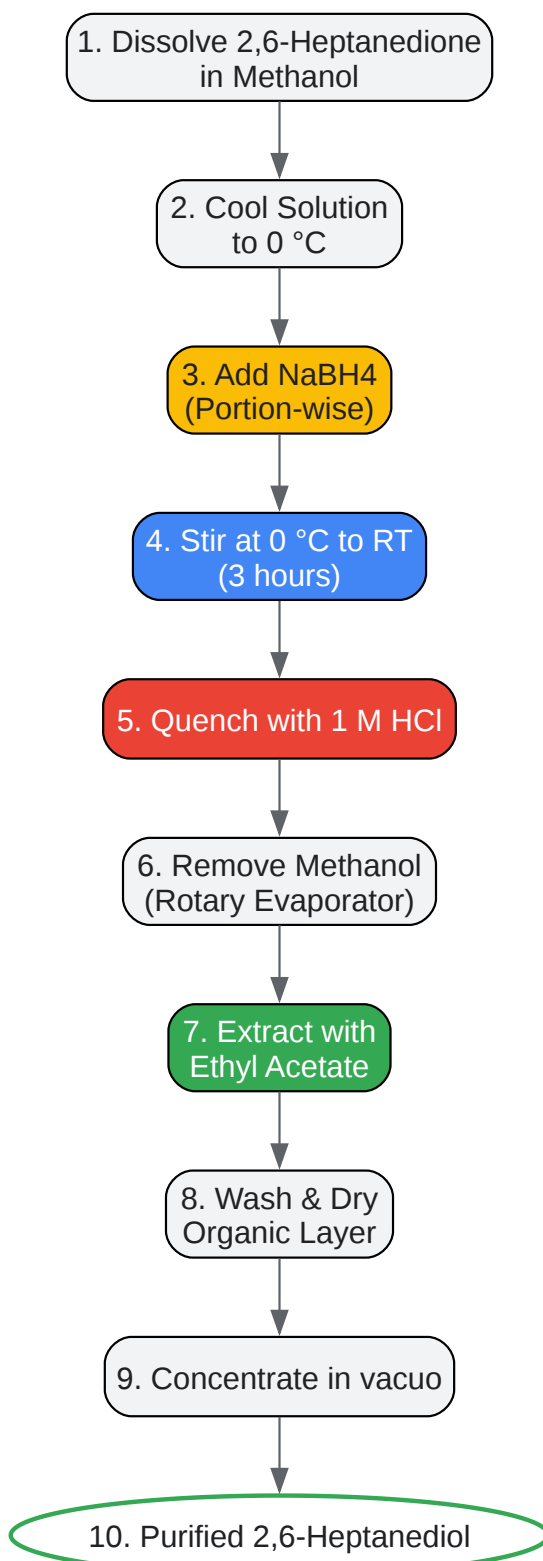 1. Dissolve 2,6-Heptanedione
in Methanol
2. Cool Solution
to 0 °C
3. Add NaBH4
(Portion-wise)
4. Stir at 0 °C to RT
(3 hours)
5. Quench with 1 M HCl
6. Remove Methanol
(Rotary Evaporator)
7. Extract with
Ethyl Acetate
8. Wash & Dry
Organic Layer
9. Concentrate in vacuo
10. Purified 2,6-Heptanediol